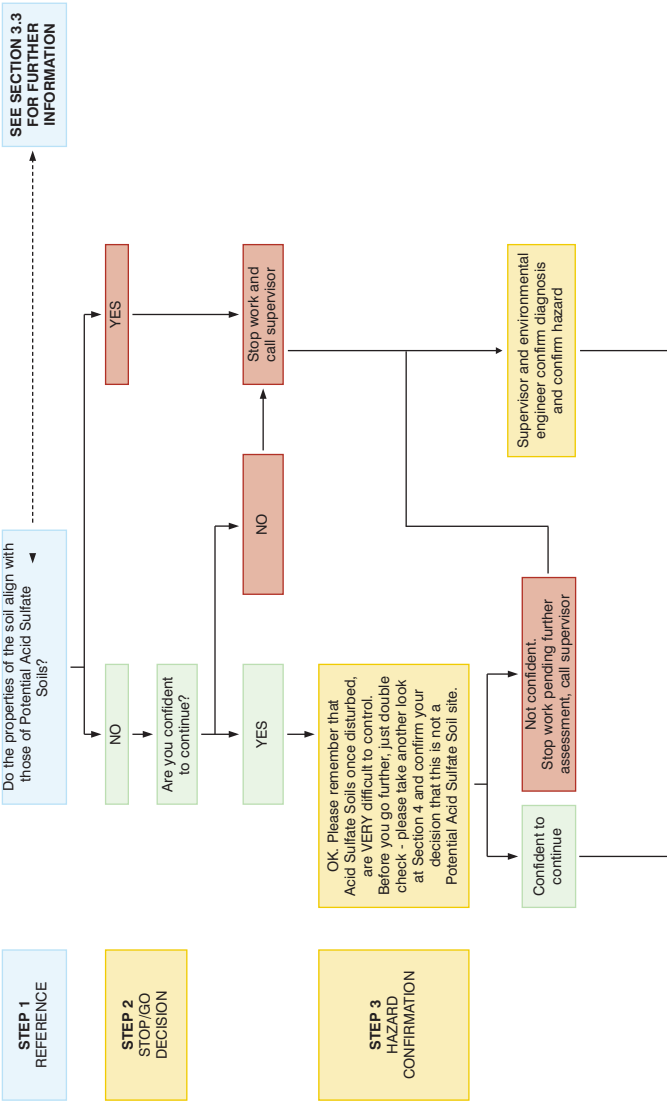 STEP 1
REFERENCE
Do the properties of the soil align with
those of Potential Acid Sulfate
Soils?
SEE SECTION 3.3
FOR FURTHER
INFORMATION
STEP 2
STOP/GO
DECISION
NO
YES
Are you confident
to continue?
YES
NO
Stop work and
call supervisor
STEP 3
HAZARD
CONFIRMATION
OK. Please remember that
Acid Sulfate Soils once disturbed,
are VERY difficult to control.
Before you go further, just double
check - please take another look
at Section 4 and confirm your
decision that this is not a
Potential Acid Sulfate Soil site.
Confident to
continue
Not confident.
Stop work pending further
assessment, call supervisor
Supervisor and environmental
engineer confirm diagnosis
and confirm hazard